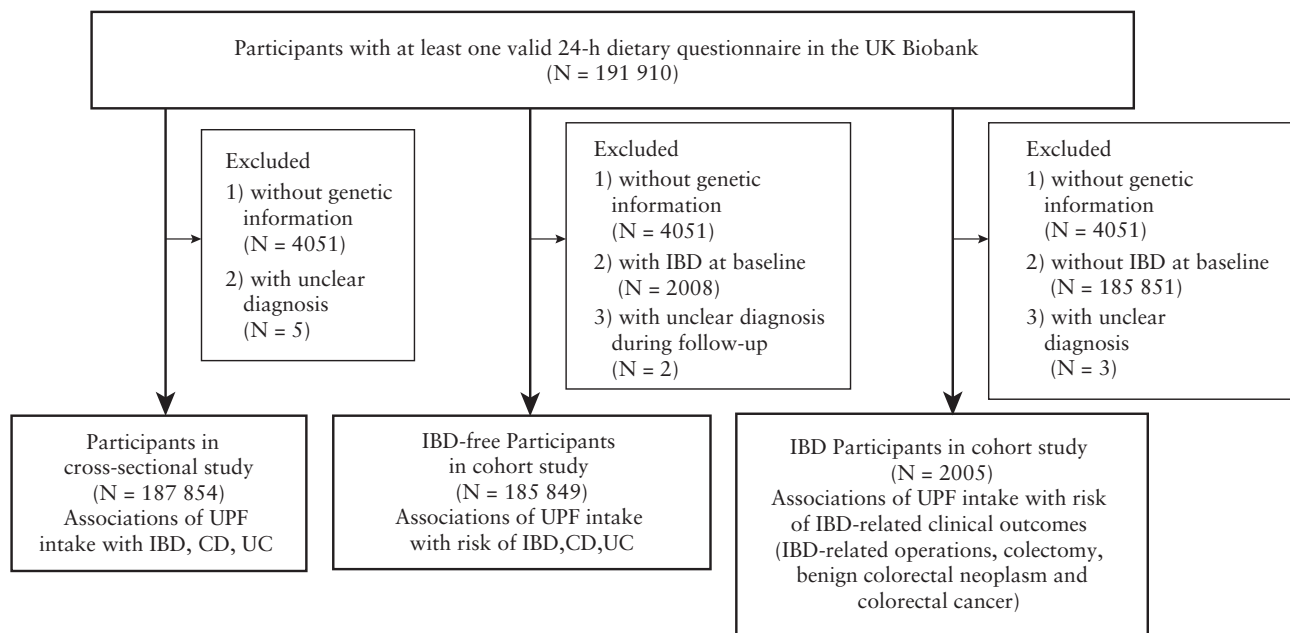 Participants with at least one valid 24-h dietary questionnaire in the UK Biobank
(N = 191 910)
Excluded
1) without genetic
information
(N = 4051)
2) with unclear
diagnosis
(N = 5)
Excluded
1) without genetic
information
(N = 4051)
2) with IBD at baseline
(N = 2008)
3) with unclear diagnosis
during follow-up
(N = 2)
Excluded
1) without genetic
information
(N = 4051)
2) without IBD at baseline
(N = 185 851)
3) with unclear
diagnosis
(N = 3)
Participants in
cross-sectional study
(N = 187 854)
Associations of UPF
intake with IBD, CD, UC
IBD-free Participants
in cohort study
(N = 185 849)
Associations of UPF intake
with risk of IBD,CD,UC
IBD Participants in cohort study
(N = 2005)
Associations of UPF intake with risk
of IBD-related clinical outcomes
(IBD-related operations, colectomy,
benign colorectal neoplasm and
colorectal cancer)